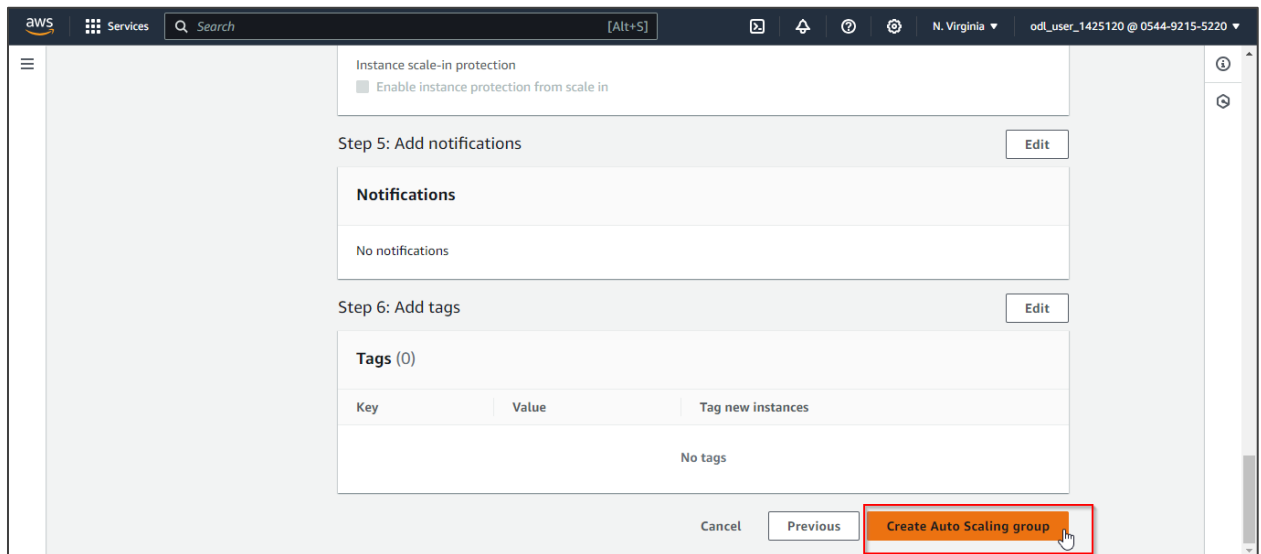 aws Services Search [Alt+S] N. Virginia odl_user_1425120 @ 0544-9215-5220
Instance scale-in protection
Enable instance protection from scale in
Step 5: Add notifications Edit
Notifications
No notifications
Step 6: Add tags Edit
Tags (0)
Key Value Tag new instances
No tags
Cancel Previous Create Auto Scaling group